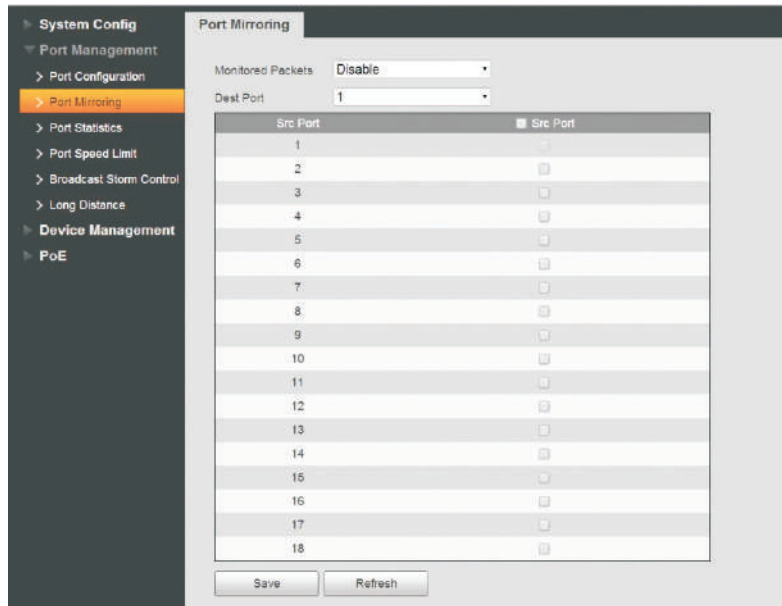 System Config
Port Management
> Port Configuration
> Port Mirroring
> Port Statistics
> Port Speed Limit
> Broadcast Storm Control
> Long Distance
Device Management
PoE
Port Mirroring
Monitored Packets Disable
Dest Port 1
Src Port Src Port
1
2
3
4
5
6
7
8
9
10
11
12
13
14
15
16
17
18
Save Refresh